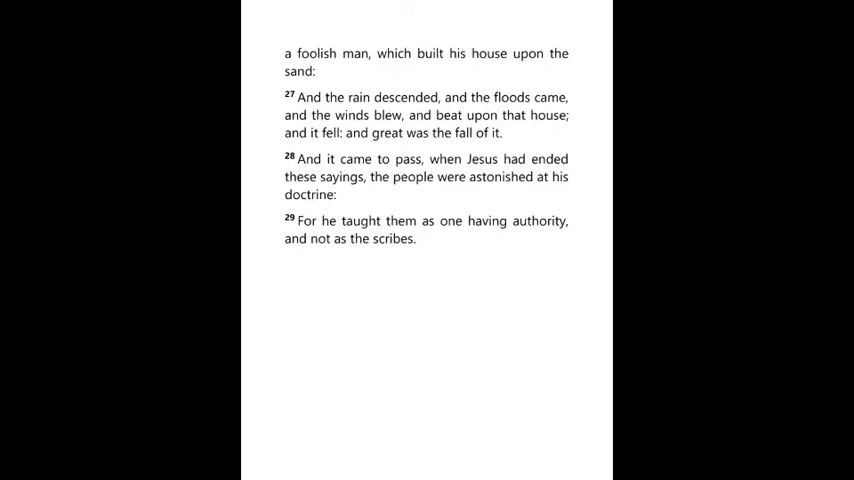 a foolish man, which built his house upon the
sand:
27 And the rain descended, and the floods came,
and the winds blew, and beat upon that house;
and it fell: and great was the fall of it.
28 And it came to pass, when Jesus had ended
these sayings, the people were astonished at his
doctrine:
29 For he taught them as one having authority,
and not as the scribes.